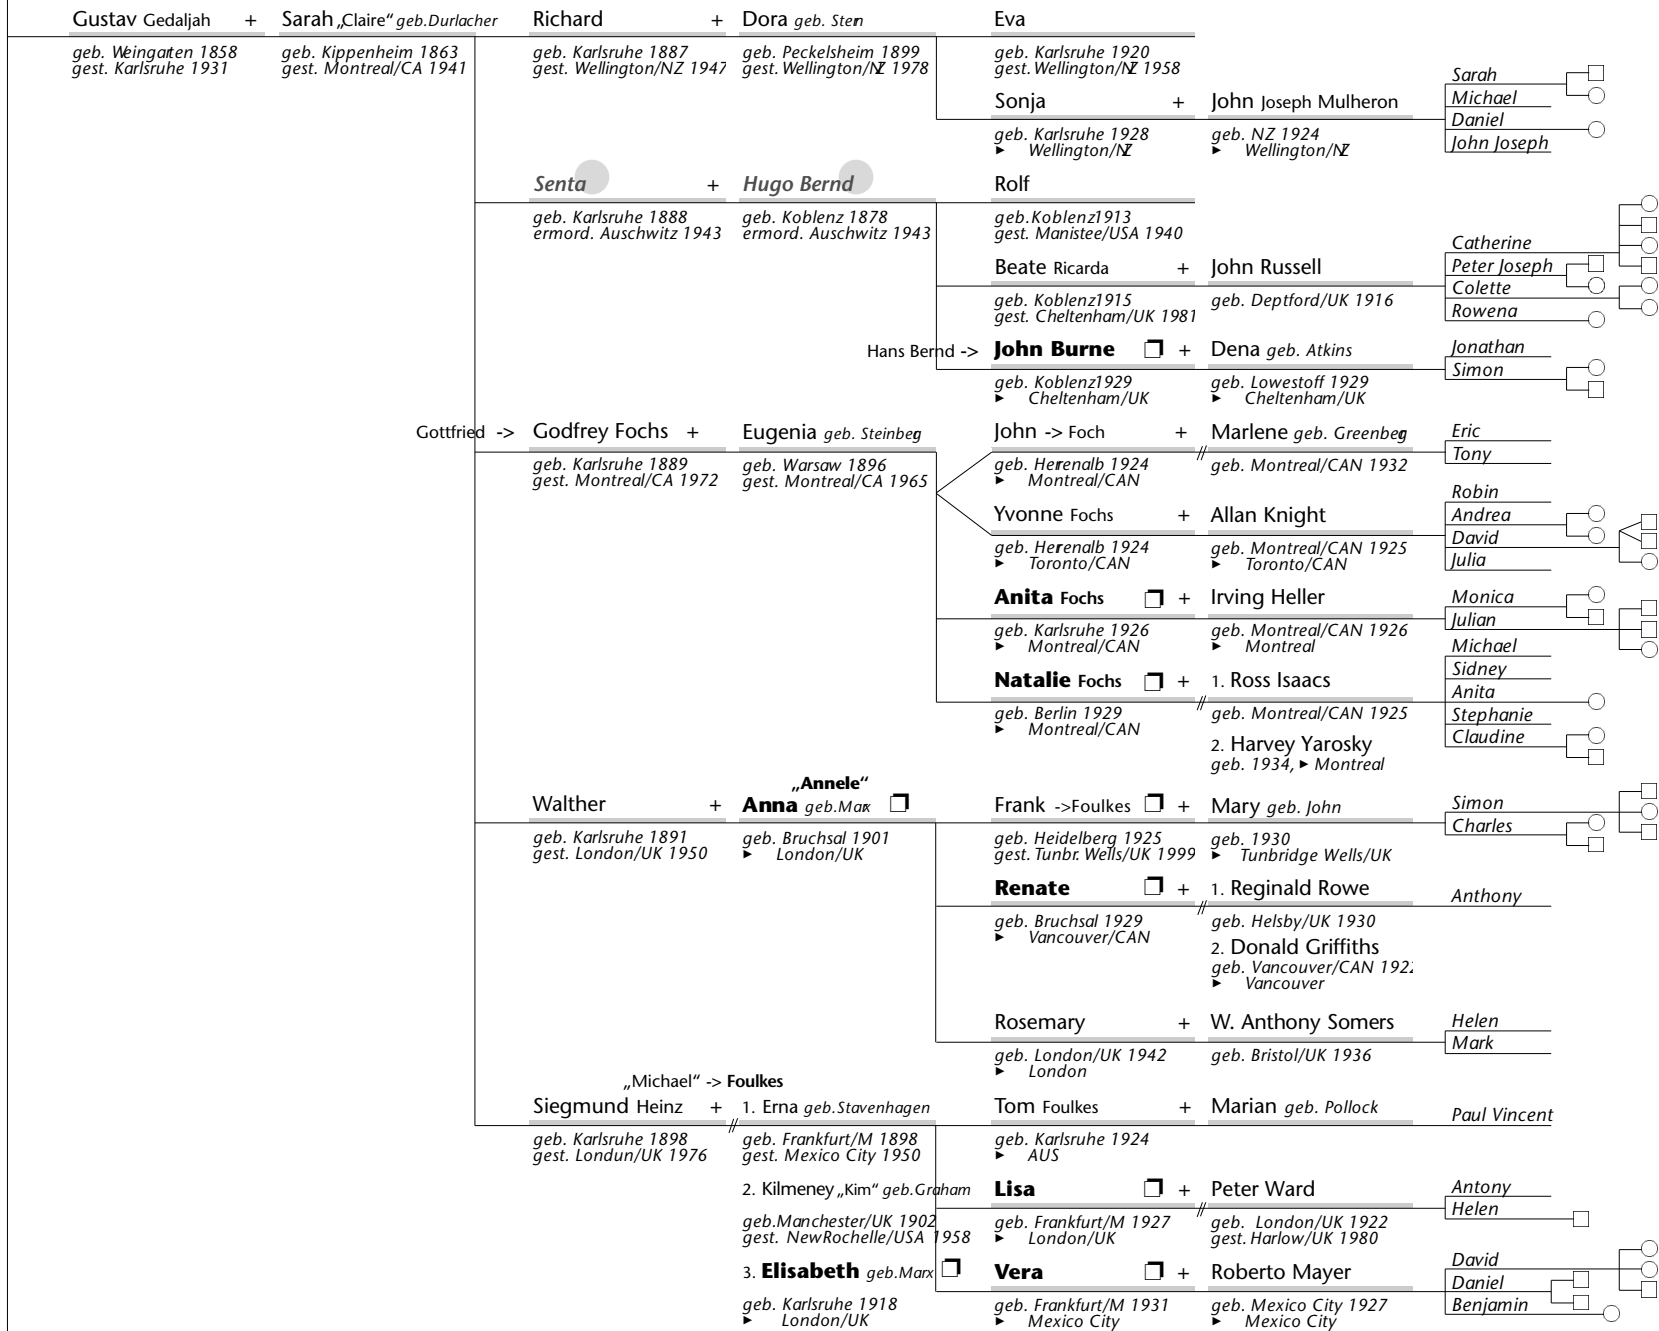 Gustav Gedaljah +
geb. Weingarten 1858
gest. Karlsruhe 1931
Sarah „Claire“ geb.Durlacher
geb. Kippenheim 1863
gest. Montreal/CA 1941
Richard +
geb. Karlsruhe 1887
gest. Wellington/NZ 1947
Dora geb. Stern
geb. Peckelsheim 1899
gest. Wellington/NZ 1978
Eva
geb. Karlsruhe 1920
gest. Wellington/NZ 1958
Sonja +
geb. Karlsruhe 1928
► Wellington/NZ
John Joseph Mulheron
geb. NZ 1924
► Wellington/NZ
Sarah
Michael
Daniel
John Joseph
Senta +
geb. Karlsruhe 1888
ermord. Auschwitz 1943
Hugo Bernd
geb. Koblenz 1878
ermord. Auschwitz 1943
Rolf
geb.Koblenz1913
gest. Manistee/USA 1940
Beate Ricarda +
geb. Koblenz1915
gest. Cheltenham/UK 1981
John Russell
geb. Deptford/UK 1916
Catherine
Peter Joseph
Colette
Rowena
Hans Bernd -> John Burne +
geb. Koblenz1929
► Cheltenham/UK
Dena geb. Atkins
geb. Lowestoff 1929
► Cheltenham/UK
Jonathan
Simon
Gottfried -> Godfrey Fochs +
geb. Karlsruhe 1889
gest. Montreal/CA 1972
Eugenia geb. Steinberg
geb. Warsaw 1896
gest. Montreal/CA 1965
John -> Foch +
geb. Herrenalb 1924
► Montreal/CAN
Marlene geb. Greenberg
geb. Montreal/CAN 1932
Eric
Tony
Yvonne Fochs +
geb. Herrenalb 1924
► Toronto/CAN
Allan Knight
geb. Montreal/CAN 1925
► Toronto/CAN
Robin
Andrea
David
Julia
Anita Fochs +
geb. Karlsruhe 1926
► Montreal/CAN
Irving Heller
geb. Montreal/CAN 1926
► Montreal
Monica
Julian
Michael
Natalie Fochs +
geb. Berlin 1929
► Montreal/CAN
1. Ross Isaacs
geb. Montreal/CAN 1925
2. Harvey Yarosky
geb. 1934, ► Montreal
Sidney
Anita
Stephanie
Claudine
Walther +
geb. Karlsruhe 1891
gest. London/UK 1950
„Annele“
Anna geb.Marx
geb. Bruchsal 1901
► London/UK
Frank ->Foulkes +
geb. Heidelberg 1925
gest. Tunbr. Wells/UK 1999
Mary geb. John
geb. 1930
► Tunbridge Wells/UK
Simon
Charles
Renate +
geb. Bruchsal 1929
► Vancouver/CAN
1. Reginald Rowe
geb. Helsby/UK 1930
2. Donald Griffiths
geb. Vancouver/CAN 1922
► Vancouver
Anthony
Rosemary +
geb. London/UK 1942
► London
W. Anthony Somers
geb. Bristol/UK 1936
Helen
Mark
„Michael“ -> Foulkes
Siegmund Heinz +
geb. Karlsruhe 1898
gest. Londun/UK 1976
1. Erna geb.Stavenhagen
geb. Frankfurt/M 1898
gest. Mexico City 1950
2. Kilmeney „Kim“ geb.Graham
geb.Manchester/UK 1902
gest. NewRochelle/USA 1958
3. Elisabeth geb.Marx
geb. Karlsruhe 1918
► London/UK
Tom Foulkes +
geb. Karlsruhe 1924
► AUS
Marian geb. Pollock
Paul Vincent
Lisa +
geb. Frankfurt/M 1927
► London/UK
Peter Ward
geb. London/UK 1922
gest. Harlow/UK 1980
Antony
Helen
Vera +
geb. Frankfurt/M 1931
► Mexico City
Roberto Mayer
geb. Mexico City 1927
► Mexico City
David
Daniel
Benjamin